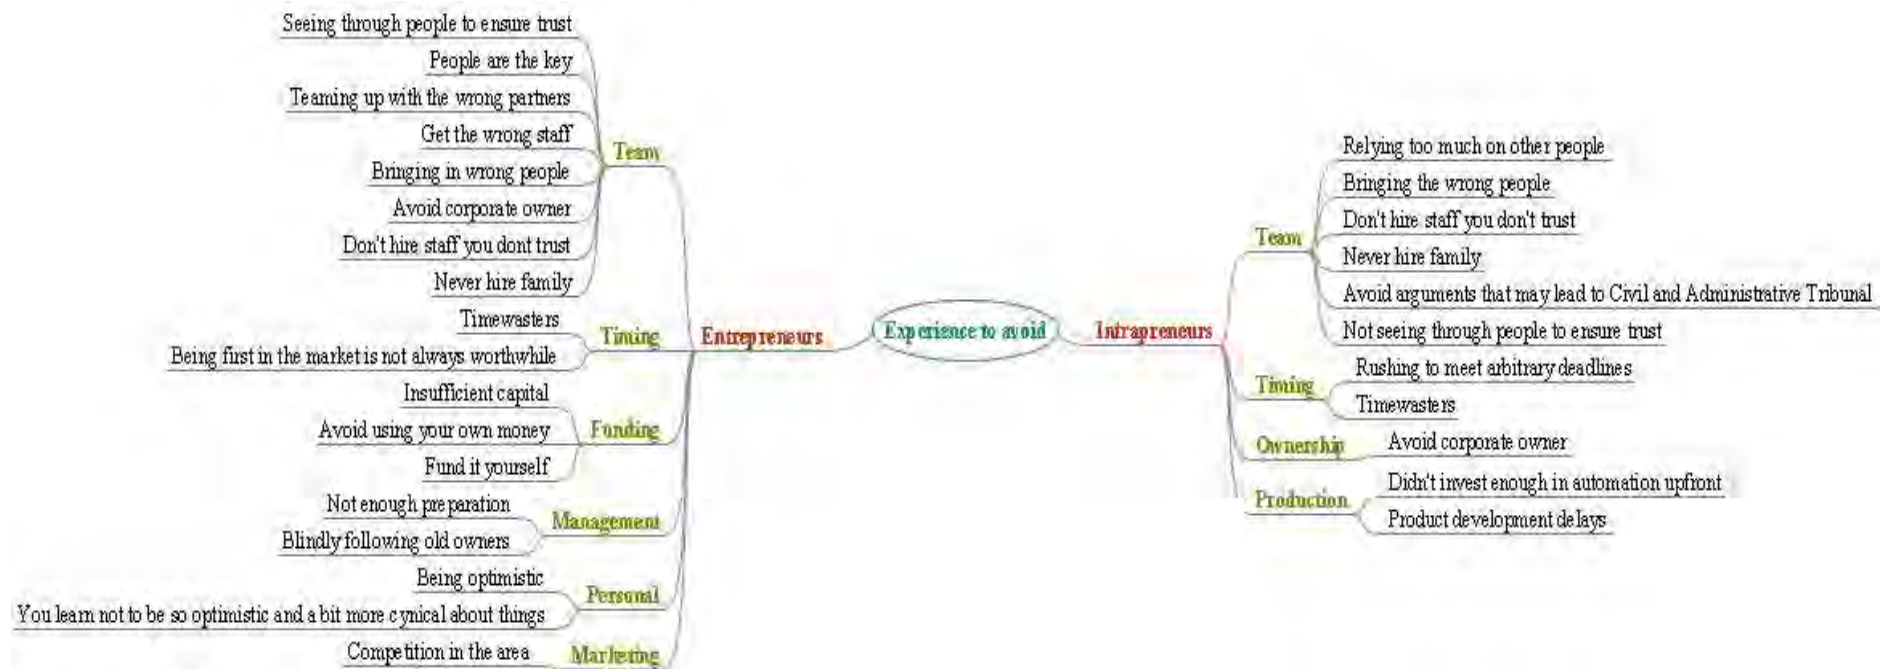 Experience to avoid
Entrepreneurs
Team
Seeing through people to ensure trust
People are the key
Teaming up with the wrong partners
Get the wrong staff
Bringing in wrong people
Avoid corporate owner
Don't hire staff you dont trust
Never hire family
Timing
Timewasters
Being first in the market is not always worthwhile
Funding
Insufficient capital
Avoid using your own money
Fund it yourself
Management
Not enough preparation
Blindly following old owners
Personal
Being optimistic
You learn not to be so optimistic and a bit more cynical about things
Marketing
Competition in the area
Intrapreneurs
Team
Relying too much on other people
Bringing the wrong people
Don't hire staff you don't trust
Never hire family
Avoid arguments that may lead to Civil and Administrative Tribunal
Not seeing through people to ensure trust
Timing
Rushing to meet arbitrary deadlines
Timewasters
Ownership
Avoid corporate owner
Production
Didn't invest enough in automation upfront
Product development delays